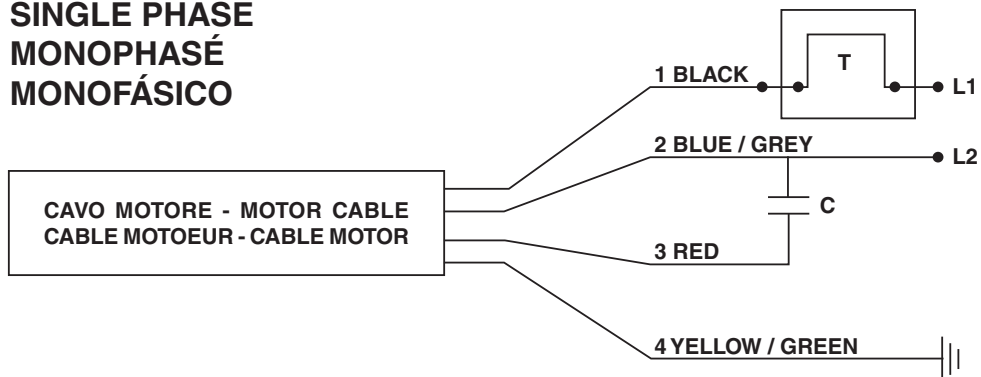 SINGLE PHASE
MONOPHASÉ
MONOFÁSICO
T
1 BLACK
L1
2 BLUE / GREY
L2
C
CAVO MOTORE - MOTOR CABLE
CABLE MOTOEUR - CABLE MOTOR
3 RED
4 YELLOW / GREEN